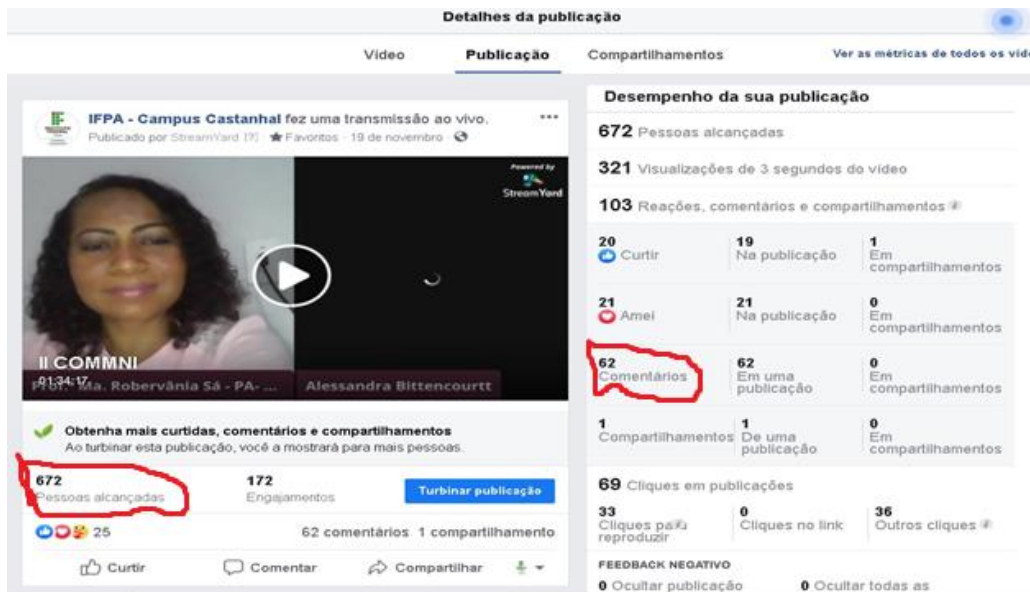 Detalhes da publicação
Vídeo Publicação Compartilhamentos Ver as métricas de todos os víde
IFPA - Campus Castanhal fez uma transmissão ao vivo.
Publicado por StreamYard [?] · Favoritos · 19 de novembro
Powered by
StreamYard
II COMMNI
01:34:17
Ma. Robervânia Sá - PA- ... Alessandra Bittencourtt
Obtenha mais curtidas, comentários e compartilhamentos
Ao turbinar esta publicação, você a mostrará para mais pessoas.
672 172
Pessoas alcançadas Engajamentos Turbinar publicação
25 62 comentários 1 compartilhamento
Curtir Comentar Compartilhar
Desempenho da sua publicação
672 Pessoas alcançadas
321 Visualizações de 3 segundos do vídeo
103 Reações, comentários e compartilhamentos
20 19 1
Curtir Na publicação Em
compartilhamentos
21 21 0
Amei Na publicação Em
compartilhamentos
62 62 0
Comentários Em uma Em
publicação compartilhamentos
1 1 0
Compartilhamentos De uma Em
publicação compartilhamentos
69 Cliques em publicações
33 0 36
Cliques para Cliques no link Outros cliques
reproduzir
FEEDBACK NEGATIVO
0 Ocultar publicação 0 Ocultar todas as